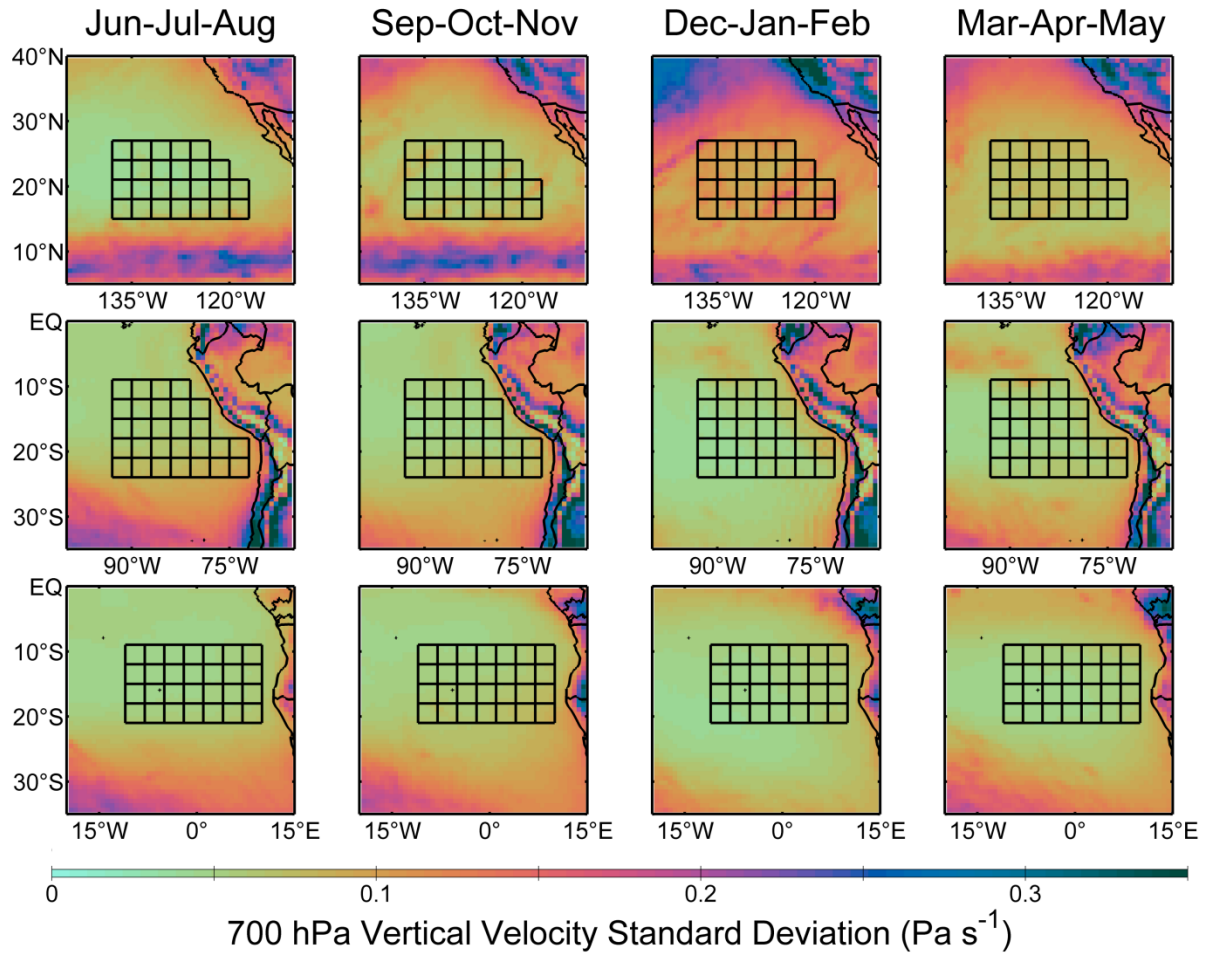 Jun-Jul-Aug Sep-Oct-Nov Dec-Jan-Feb Mar-Apr-May
40°N
30°N
20°N
10°N
135°W 120°W 135°W 120°W 135°W 120°W 135°W 120°W
EQ
10°S
20°S
30°S
90°W 75°W 90°W 75°W 90°W 75°W 90°W 75°W
EQ
10°S
20°S
30°S
15°W 0° 15°E 15°W 0° 15°E 15°W 0° 15°E 15°W 0° 15°E
0 0.1 0.2 0.3
700 hPa Vertical Velocity Standard Deviation (Pa s⁻¹)